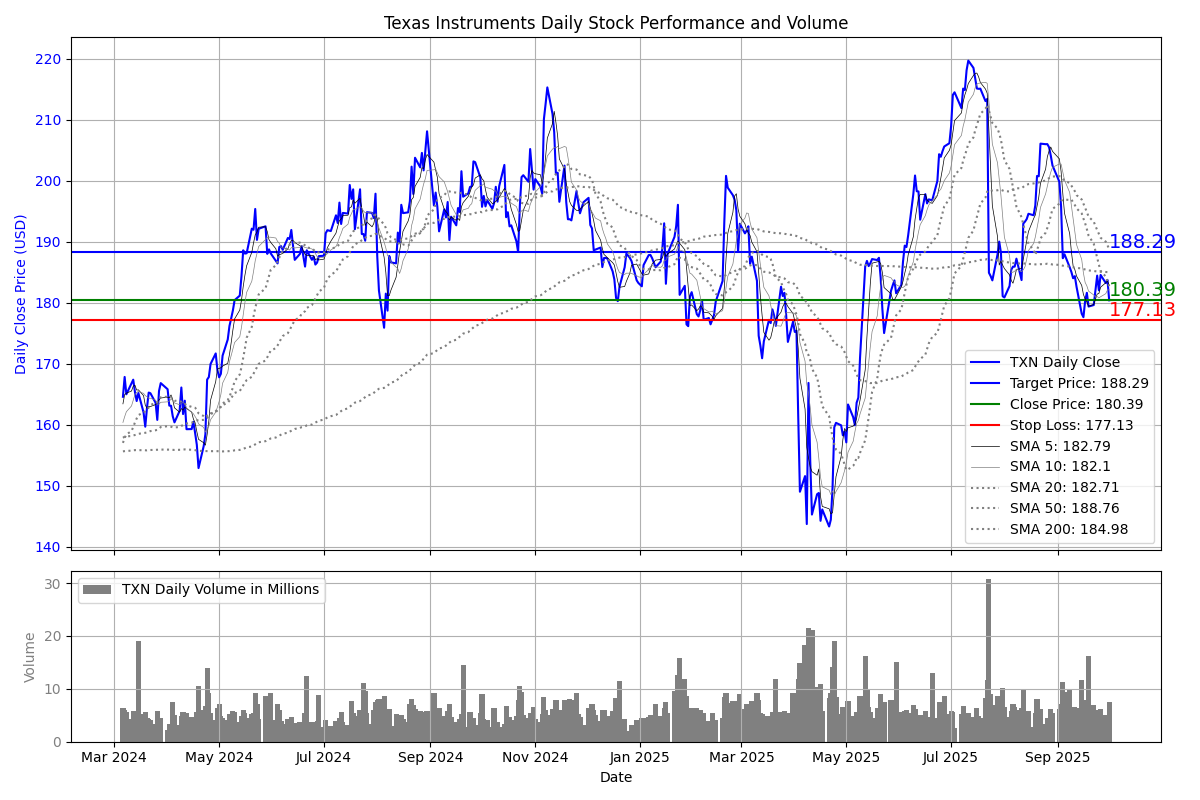 Texas Instruments Daily Stock Performance and Volume
Daily Close Price (USD)
220
210
200
190
180
170
160
150
140
188.29
180.39
177.13
TXN Daily Close
Target Price: 188.29
Close Price: 180.39
Stop Loss: 177.13
SMA 5: 182.79
SMA 10: 182.1
SMA 20: 182.71
SMA 50: 188.76
SMA 200: 184.98
Volume
30
20
10
0
TXN Daily Volume in Millions
Mar 2024 May 2024 Jul 2024 Sep 2024 Nov 2024 Jan 2025 Mar 2025 May 2025 Jul 2025 Sep 2025
Date